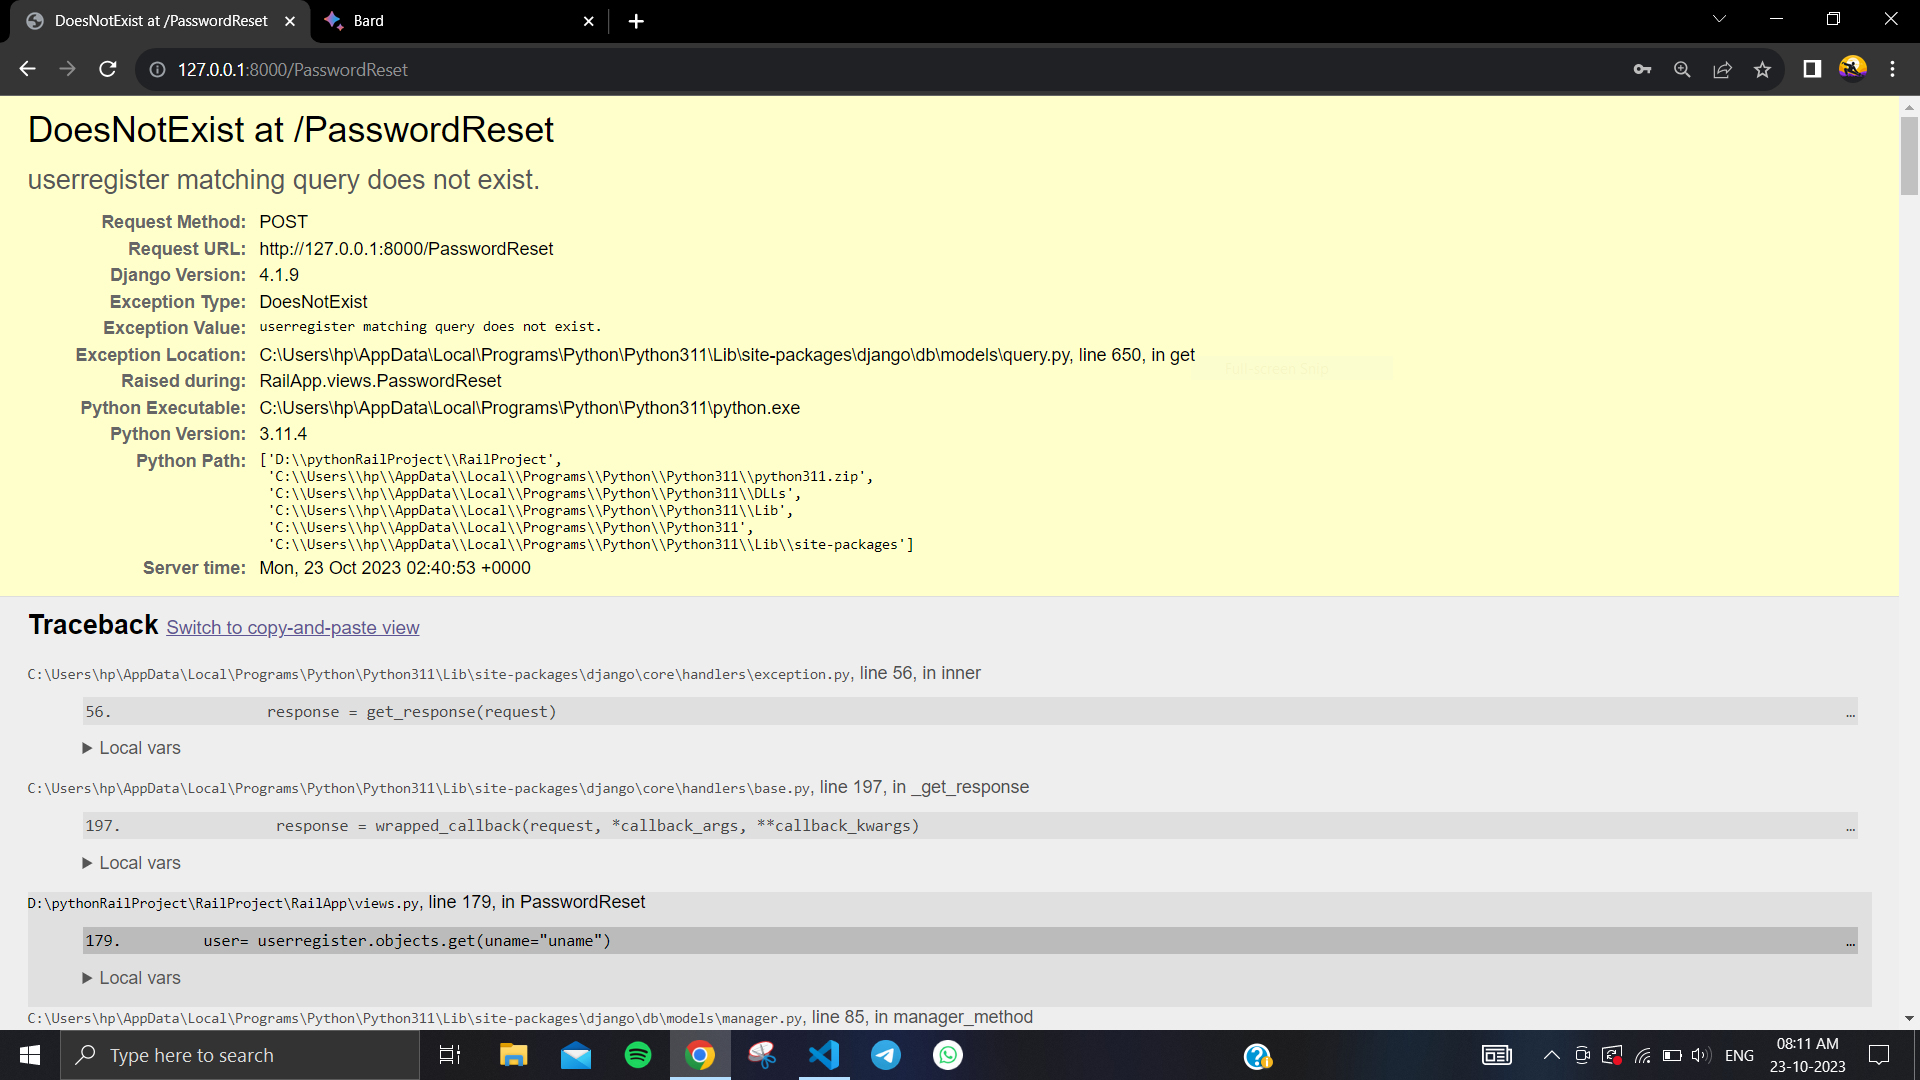 DoesNotExist at /PasswordReset
Bard
127.0.0.1:8000/PasswordReset
DoesNotExist at /PasswordReset
userregister matching query does not exist.
Request Method: POST
Request URL: http://127.0.0.1:8000/PasswordReset
Django Version: 4.1.9
Exception Type: DoesNotExist
Exception Value: userregister matching query does not exist.
Exception Location: C:\Users\hp\AppData\Local\Programs\Python\Python311\Lib\site-packages\django\db\models\query.py, line 650, in get
Raised during: RailApp.views.PasswordReset
Python Executable: C:\Users\hp\AppData\Local\Programs\Python\Python311\python.exe
Python Version: 3.11.4
Python Path: ['D:\\pythonRailProject\\RailProject',
'C:\\Users\\hp\\AppData\\Local\\Programs\\Python\\Python311\\python311.zip',
'C:\\Users\\hp\\AppData\\Local\\Programs\\Python\\Python311\\DLLs',
'C:\\Users\\hp\\AppData\\Local\\Programs\\Python\\Python311\\Lib',
'C:\\Users\\hp\\AppData\\Local\\Programs\\Python\\Python311',
'C:\\Users\\hp\\AppData\\Local\\Programs\\Python\\Python311\\Lib\\site-packages']
Server time: Mon, 23 Oct 2023 02:40:53 +0000
Traceback Switch to copy-and-paste view
C:\Users\hp\AppData\Local\Programs\Python\Python311\Lib\site-packages\django\core\handlers\exception.py, line 56, in inner
56. response = get_response(request) …
Local vars
C:\Users\hp\AppData\Local\Programs\Python\Python311\Lib\site-packages\django\core\handlers\base.py, line 197, in _get_response
197. response = wrapped_callback(request, *callback_args, **callback_kwargs) …
Local vars
D:\pythonRailProject\RailProject\RailApp\views.py, line 179, in PasswordReset
179. user= userregister.objects.get(uname="uname") …
Local vars
C:\Users\hp\AppData\Local\Programs\Python\Python311\Lib\site-packages\django\db\models\manager.py, line 85, in manager_method
Type here to search
ENG
08:11 AM
23-10-2023